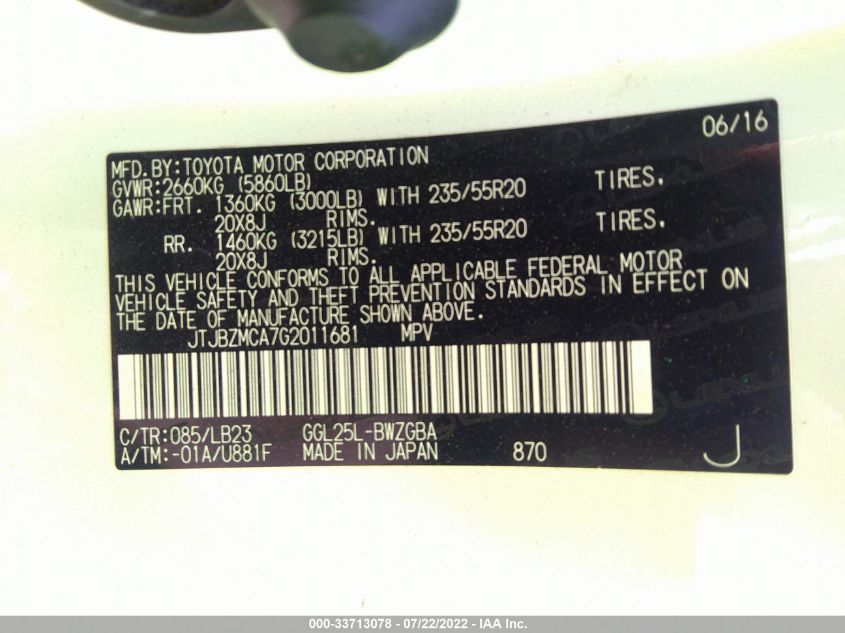 06/16
MFD.BY:TOYOTA MOTOR CORPORATION
GVWR:2660KG (5860LB)
GAWR:FRT. 1360KG (3000LB) WITH 235/55R20 TIRES.
20X8J RIMS.
RR. 1460KG (3215LB) WITH 235/55R20 TIRES.
20X8J RIMS.
THIS VEHICLE CONFORMS TO ALL APPLICABLE FEDERAL MOTOR
VEHICLE SAFETY AND THEFT PREVENTION STANDARDS IN EFFECT ON
THE DATE OF MANUFACTURE SHOWN ABOVE.
JTJBZMCA7G2011681 MPV
C/TR:085/LB23 GGL25L-BWZGBA
A/TM:-01A/U881F MADE IN JAPAN 870 J
LEXUS
000-33713078 - 07/22/2022 - IAA Inc.